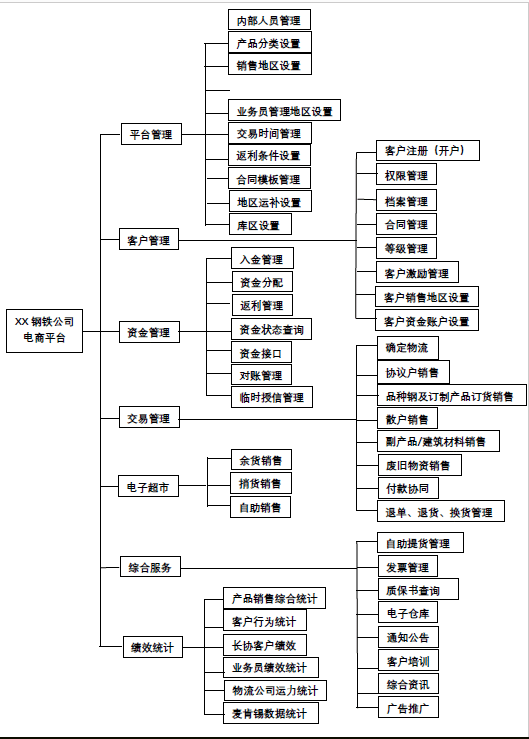 XX 钢铁公司
电商平台
平台管理
内部人员管理
产品分类设置
销售地区设置
业务员管理地区设置
交易时间管理
返利条件设置
合同模板管理
地区运补设置
库区设置
客户管理
客户注册（开户）
权限管理
档案管理
合同管理
等级管理
客户激励管理
客户销售地区设置
客户资金账户设置
资金管理
入金管理
资金分配
返利管理
资金状态查询
资金接口
对账管理
临时授信管理
交易管理
确定物流
协议户销售
品种钢及订制产品订货销售
散户销售
副产品/建筑材料销售
废旧物资销售
付款协同
退单、退货、换货管理
电子超市
余货销售
捎货销售
自助销售
综合服务
自助提货管理
发票管理
质保书查询
电子仓库
通知公告
客户培训
综合资讯
广告推广
绩效统计
产品销售综合统计
客户行为统计
长协客户绩效
业务员绩效统计
物流公司运力统计
麦肯锡数据统计